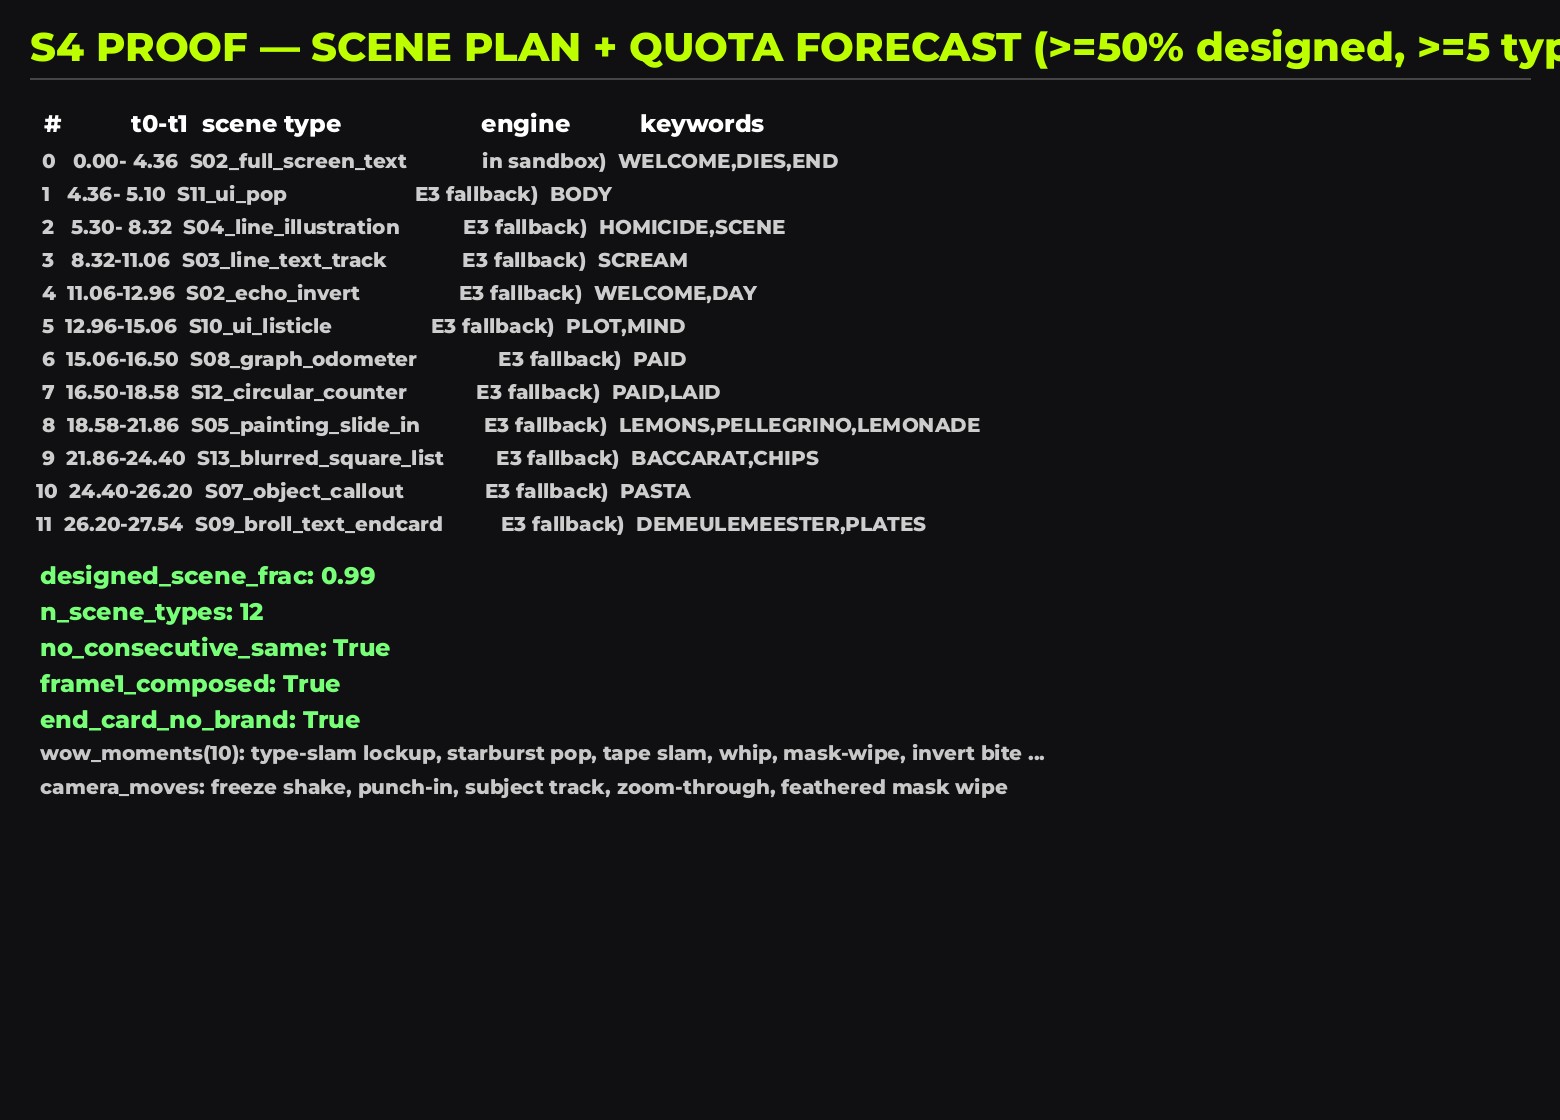 S4 PROOF — SCENE PLAN + QUOTA FORECAST (>=50% designed, >=5 typ
# t0-t1 scene type engine keywords
0 0.00- 4.36 S02_full_screen_text in sandbox) WELCOME,DIES,END
1 4.36- 5.10 S11_ui_pop E3 fallback) BODY
2 5.30- 8.32 S04_line_illustration E3 fallback) HOMICIDE,SCENE
3 8.32-11.06 S03_line_text_track E3 fallback) SCREAM
4 11.06-12.96 S02_echo_invert E3 fallback) WELCOME,DAY
5 12.96-15.06 S10_ui_listicle E3 fallback) PLOT,MIND
6 15.06-16.50 S08_graph_odometer E3 fallback) PAID
7 16.50-18.58 S12_circular_counter E3 fallback) PAID,LAID
8 18.58-21.86 S05_painting_slide_in E3 fallback) LEMONS,PELLEGRINO,LEMONADE
9 21.86-24.40 S13_blurred_square_list E3 fallback) BACCARAT,CHIPS
10 24.40-26.20 S07_object_callout E3 fallback) PASTA
11 26.20-27.54 S09_broll_text_endcard E3 fallback) DEMEULEMEESTER,PLATES
designed_scene_frac: 0.99
n_scene_types: 12
no_consecutive_same: True
frame1_composed: True
end_card_no_brand: True
wow_moments(10): type-slam lockup, starburst pop, tape slam, whip, mask-wipe, invert bite ...
camera_moves: freeze shake, punch-in, subject track, zoom-through, feathered mask wipe